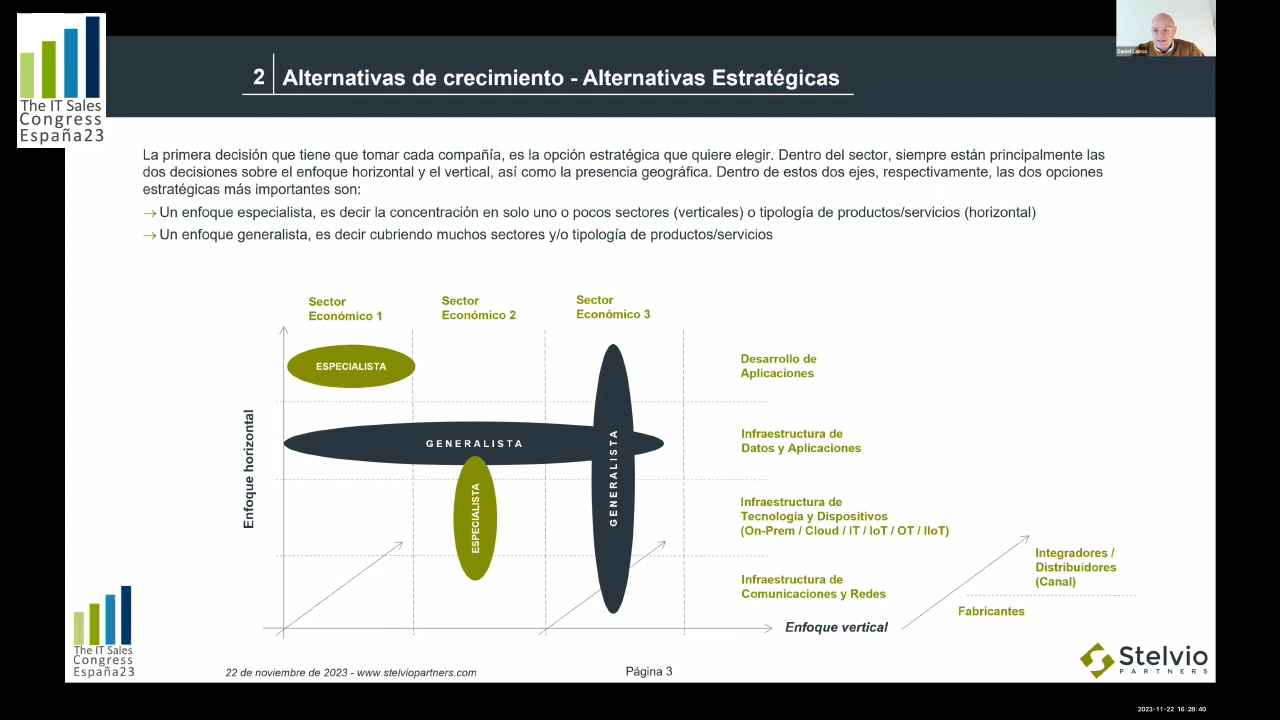 The IT Sales
Congress
España23
2 Alternativas de crecimiento - Alternativas Estratégicas
Daniel Laissa
La primera decisión que tiene que tomar cada compañía, es la opción estratégica que quiere elegir. Dentro del sector, siempre están principalmente las
dos decisiones sobre el enfoque horizontal y el vertical, así como la presencia geográfica. Dentro de estos dos ejes, respectivamente, las dos opciones
estratégicas más importantes son:
→ Un enfoque especialista, es decir la concentración en solo uno o pocos sectores (verticales) o tipología de productos/servicios (horizontal)
→ Un enfoque generalista, es decir cubriendo muchos sectores y/o tipología de productos/servicios
Sector
Económico 1
Sector
Económico 2
Sector
Económico 3
Enfoque horizontal
ESPECIALISTA
GENERALISTA
ESPECIALISTA
GENERALISTA
Desarrollo de
Aplicaciones
Infraestructura de
Datos y Aplicaciones
Infraestructura de
Tecnología y Dispositivos
(On-Prem / Cloud / IT / IoT / OT / IIoT)
Infraestructura de
Comunicaciones y Redes
Integradores /
Distribuidores
(Canal)
Fabricantes
Enfoque vertical
The IT Sales
Congress
España23
22 de noviembre de 2023 - www.stelviopartners.com
Página 3
Stelvio
PARTNERS
2023-11-22 16:28:40